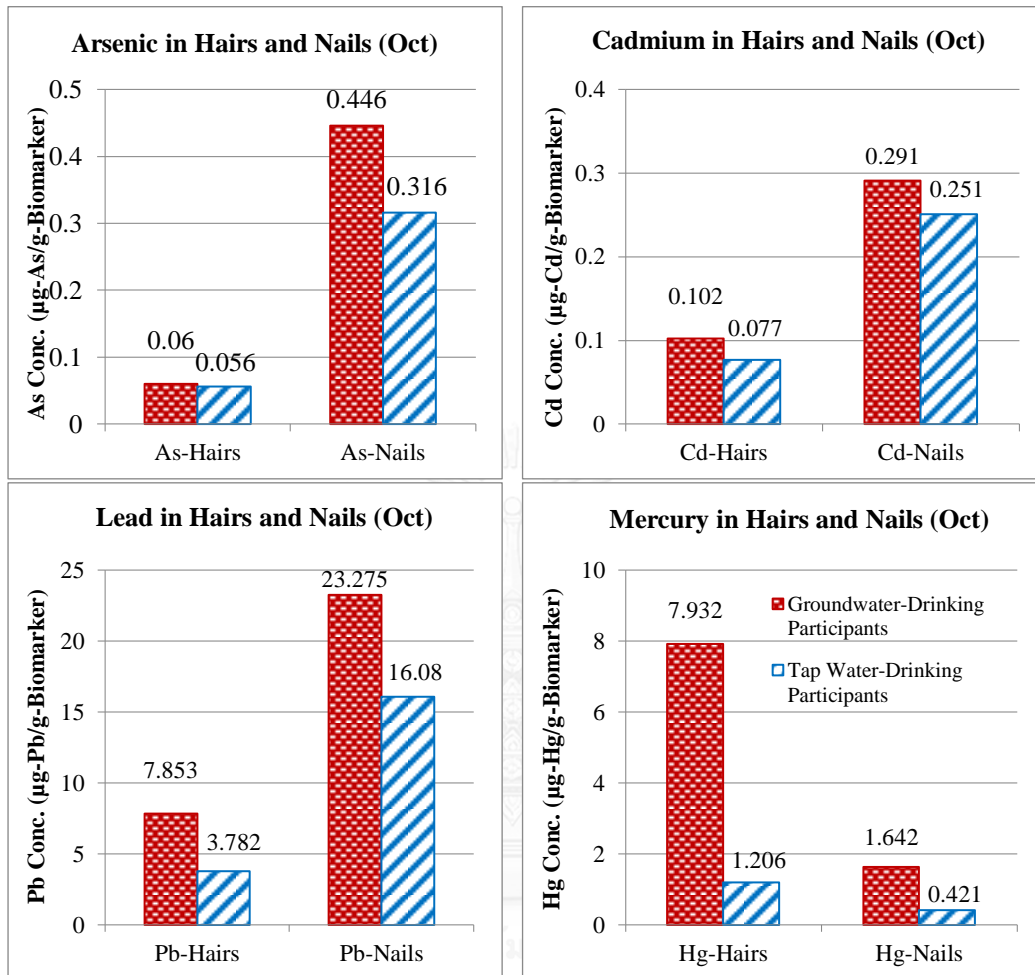 Arsenic in Hairs and Nails (Oct)
As Conc. (µg-As/g-Biomarker)
0.5
0.4
0.3
0.2
0.1
0
0.06
0.056
0.446
0.316
As-Hairs
As-Nails
Cadmium in Hairs and Nails (Oct)
Cd Conc. (µg-Cd/g-Biomarker)
0.4
0.3
0.2
0.1
0
0.102
0.077
0.291
0.251
Cd-Hairs
Cd-Nails
Lead in Hairs and Nails (Oct)
Pb Conc. (µg-Pb/g-Biomarker)
25
20
15
10
5
0
7.853
3.782
23.275
16.08
Pb-Hairs
Pb-Nails
Mercury in Hairs and Nails (Oct)
Hg Conc. (µg-Hg/g-Biomarker)
10
8
6
4
2
0
7.932
1.206
1.642
0.421
Groundwater-Drinking
Participants
Tap Water-Drinking
Participants
Hg-Hairs
Hg-Nails